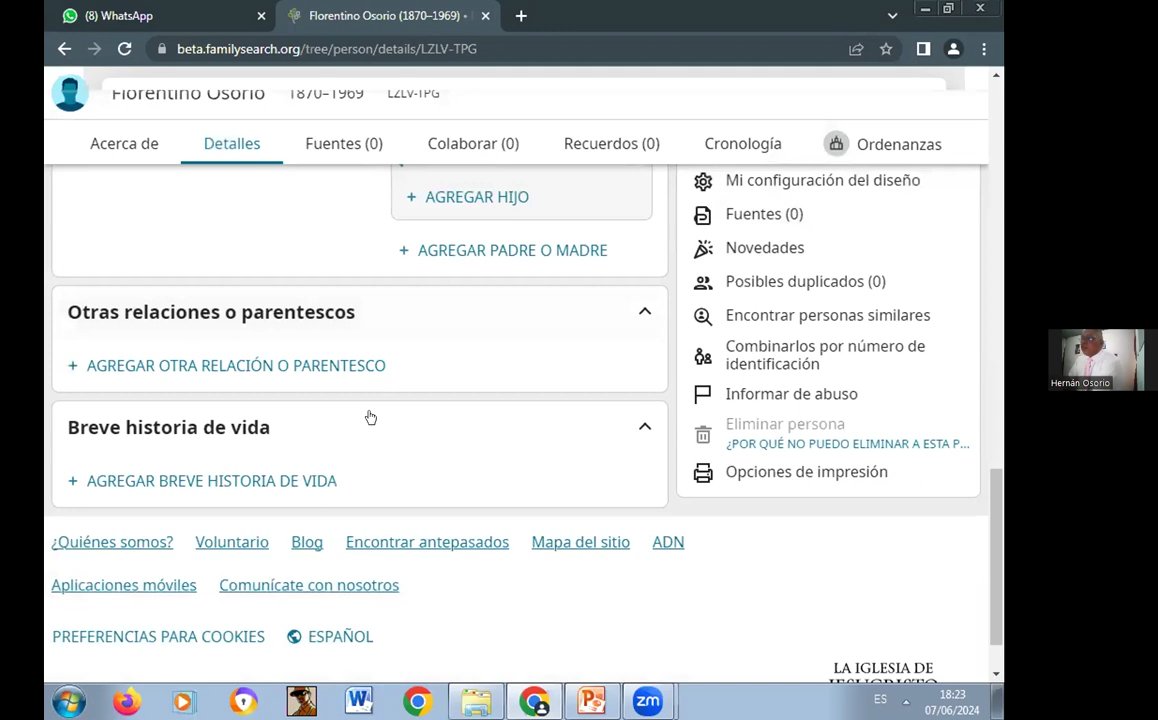 (8) WhatsApp
Florentino Osorio (1870–1969) •
beta.familysearch.org/tree/person/details/LZLV-TPG
Florentino Osorio 1870–1969 LZLV-TPG
Acerca de Detalles Fuentes (0) Colaborar (0) Recuerdos (0) Cronología Ordenanzas
+ AGREGAR HIJO
+ AGREGAR PADRE O MADRE
Otras relaciones o parentescos
+ AGREGAR OTRA RELACIÓN O PARENTESCO
Breve historia de vida
+ AGREGAR BREVE HISTORIA DE VIDA
Mi configuración del diseño
Fuentes (0)
Novedades
Posibles duplicados (0)
Encontrar personas similares
Combinarlos por número de
identificación
Informar de abuso
Eliminar persona
¿POR QUÉ NO PUEDO ELIMINAR A ESTA P...
Opciones de impresión
¿Quiénes somos? Voluntario Blog Encontrar antepasados Mapa del sitio ADN
Aplicaciones móviles Comunícate con nosotros
PREFERENCIAS PARA COOKIES ESPAÑOL
LA IGLESIA DE
JESUCRISTO
Hernán Osorio
W P zm
ES
18:23
07/06/2024